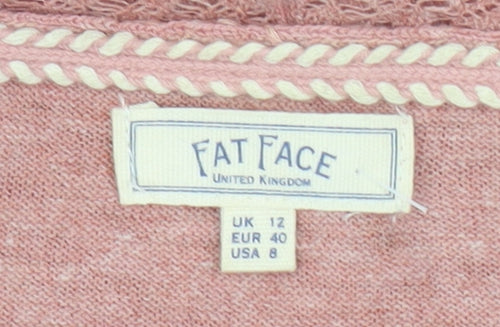 FAT FACE
UNITED KINGDOM
UK 12
EUR 40
USA 8